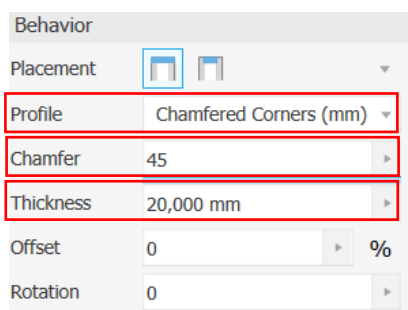 Behavior
Placement
Profile Chamfered Corners (mm)
Chamfer 45
Thickness 20,000 mm
Offset 0 %
Rotation 0